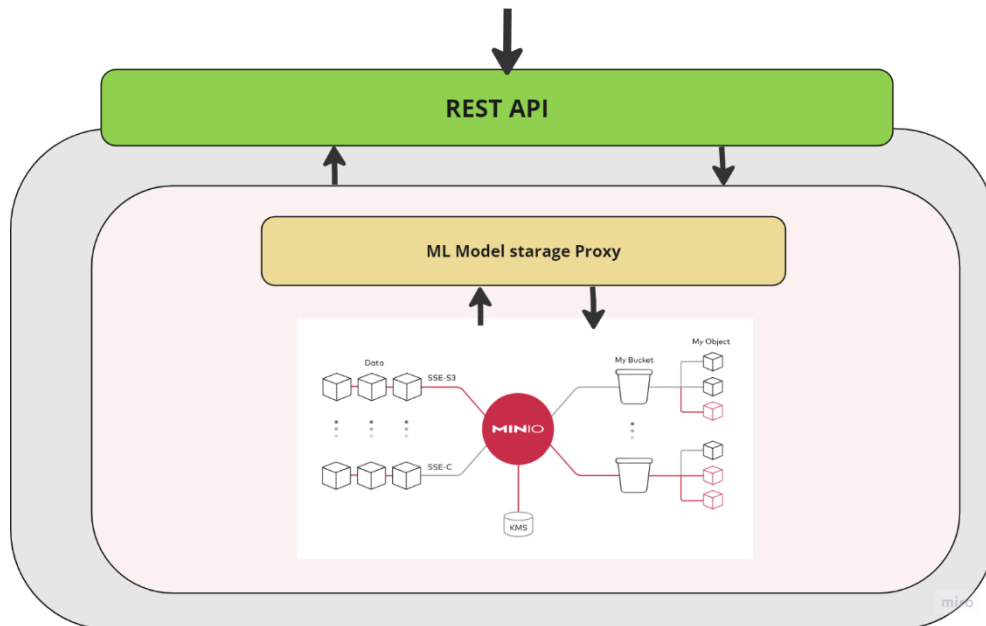 REST API
ML Model starage Proxy
My Object
Data
My Bucket
SSE-S3
MINIO
SSE-C
KMS
miro